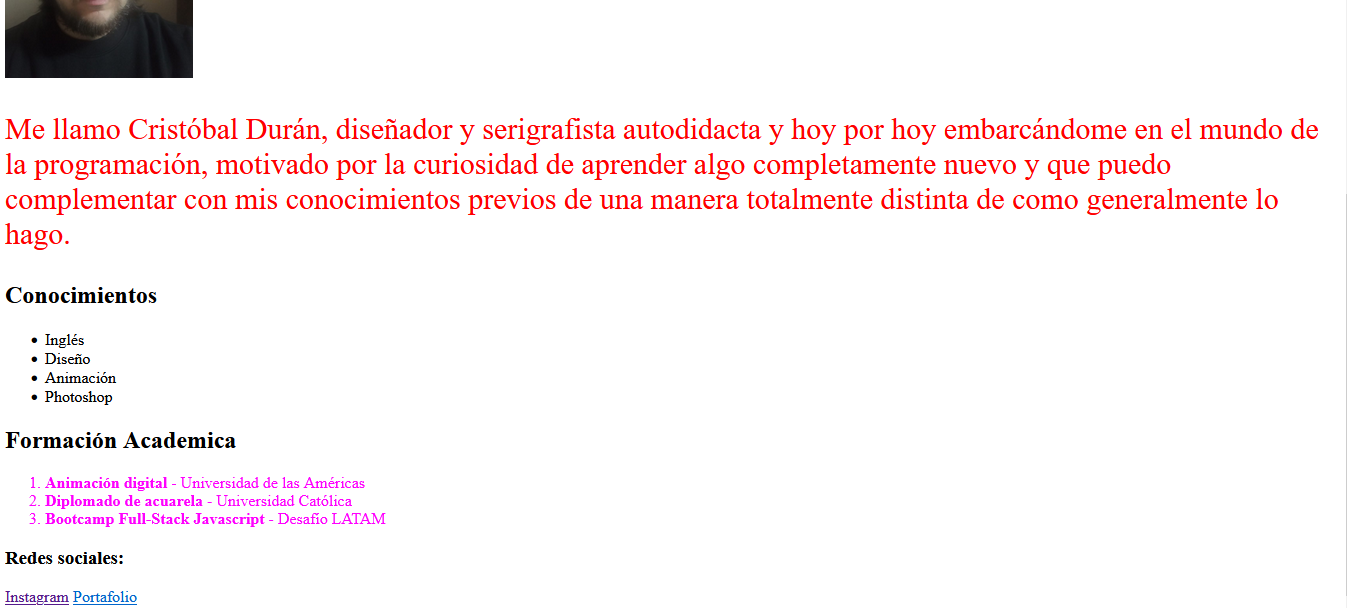 Me llamo Cristóbal Durán, diseñador y serigrafista autodidacta y hoy por hoy embarcándome en el mundo de
la programación, motivado por la curiosidad de aprender algo completamente nuevo y que puedo
complementar con mis conocimientos previos de una manera totalmente distinta de como generalmente lo
hago.
Conocimientos
• Inglés
• Diseño
• Animación
• Photoshop
Formación Academica
1. Animación digital - Universidad de las Américas
2. Diplomado de acuarela - Universidad Católica
3. Bootcamp Full-Stack Javascript - Desafío LATAM
Redes sociales:
Instagram Portafolio